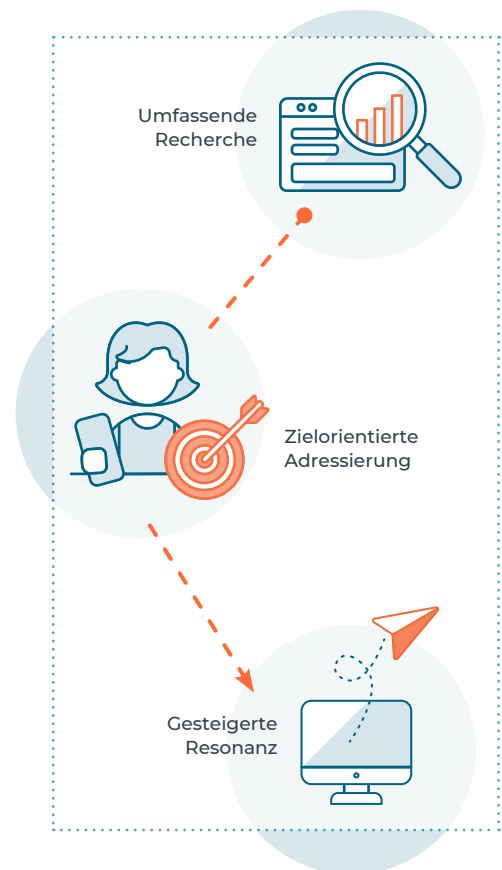 Umfassende
Recherche
Zielorientierte
Adressierung
Gesteigerte
Resonanz